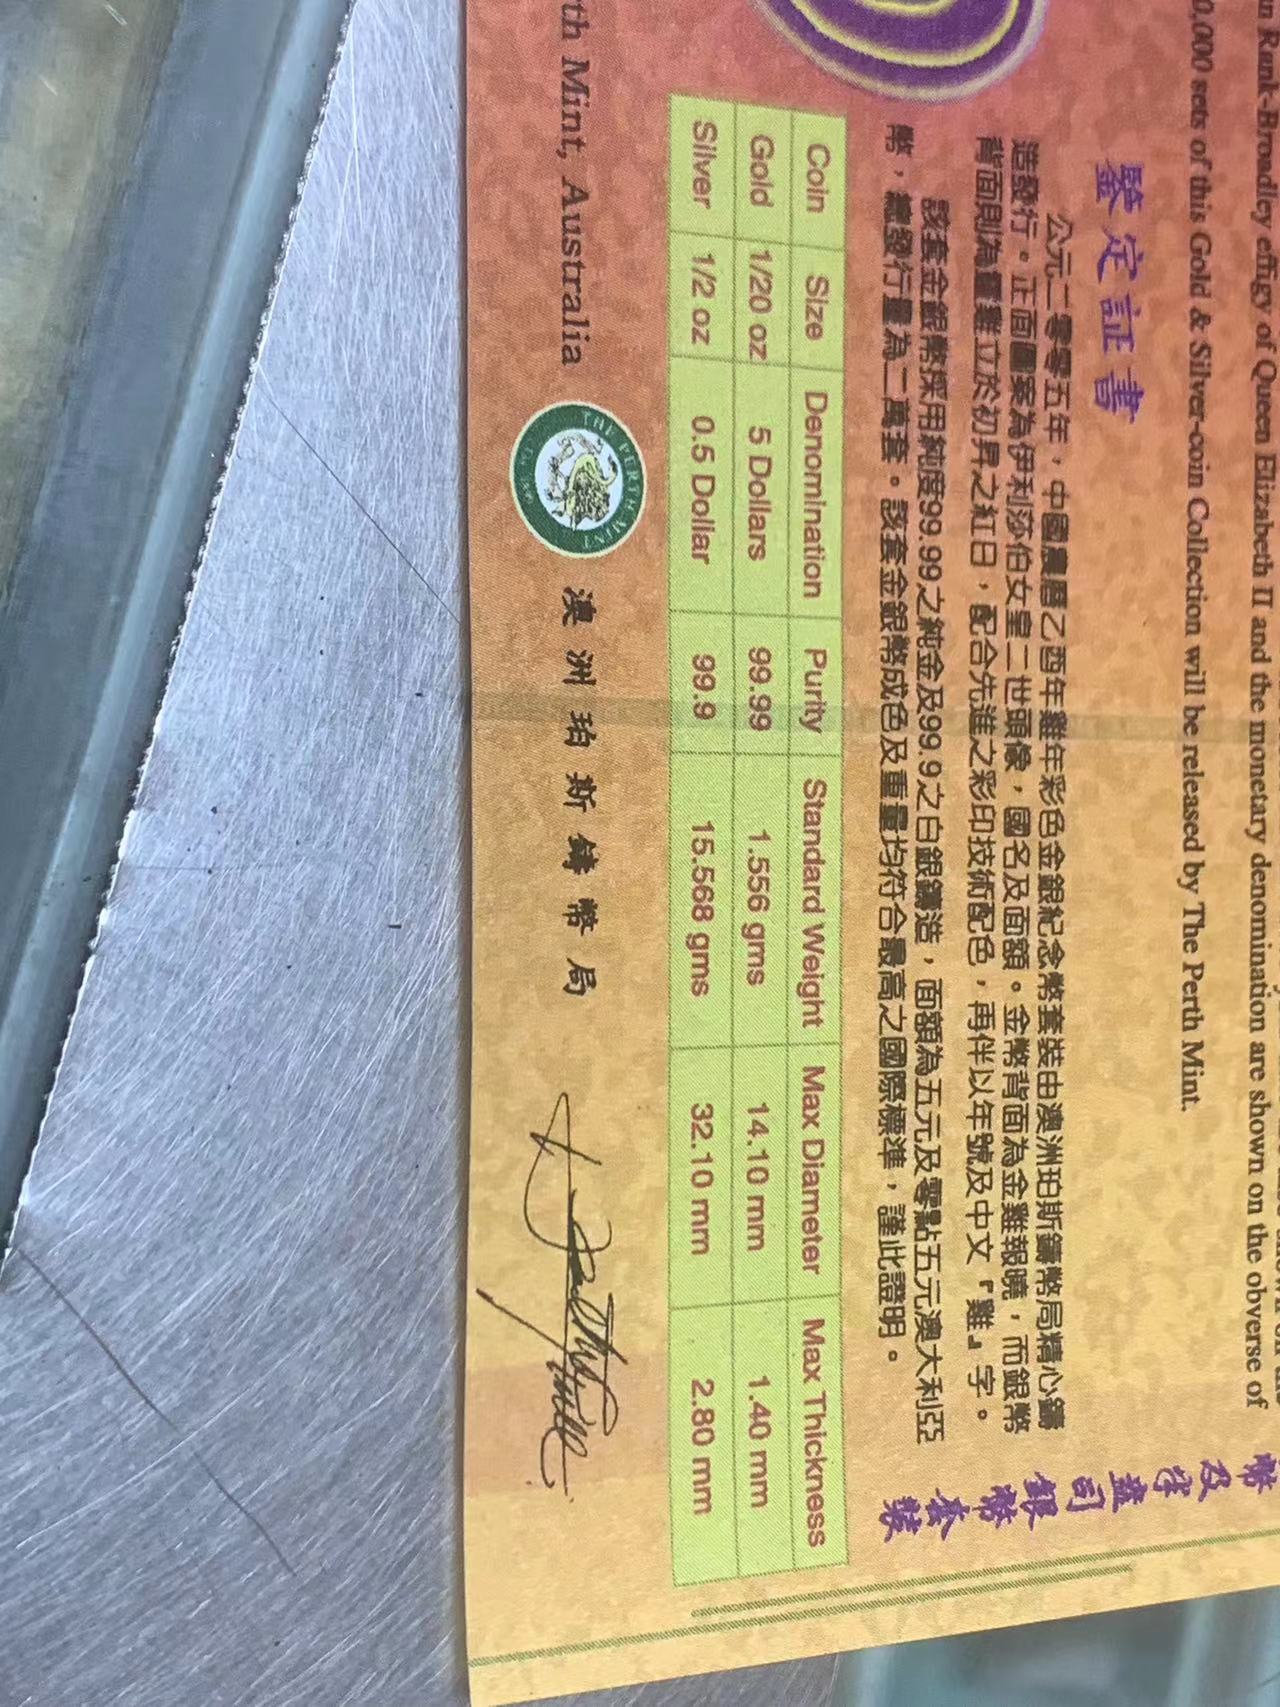 an Rank-Broadley effigy of Queen Elizabeth II and the monetary denomination are shown on the obverse of
0,000 sets of this Gold & Silver-coin Collection will be released by The Perth Mint.
鑒定証書
公元二零零五年，中國農曆乙酉年雞年彩色金銀紀念幣套裝由澳洲珀斯鑄幣局精心鑄
造發行。正面圖案為伊利莎伯女皇二世頭像，國名及面額。金幣背面為金雞報曉，而銀幣
背面則為雙雞立於初昇之紅日，配合先進之彩印技術配色，再伴以年號及中文『雞』字。
該套金銀幣採用純度99.99之純金及99.9之白銀鑄造，面額為五元及零點五元澳大利亞
幣，總發行量為二萬套。該套金銀幣成色及重量均符合最高之國際標準，謹此證明。
幣及半盎司銀幣套裝
Coin Size Denomination Purity Standard Weight Max Diameter Max Thickness
Gold 1/20 oz 5 Dollars 99.99 1.556 gms 14.10 mm 1.40 mm
Silver 1/2 oz 0.5 Dollar 99.9 15.568 gms 32.10 mm 2.80 mm
th Mint, Australia
THE PERTH MINT
澳洲珀斯鑄幣局